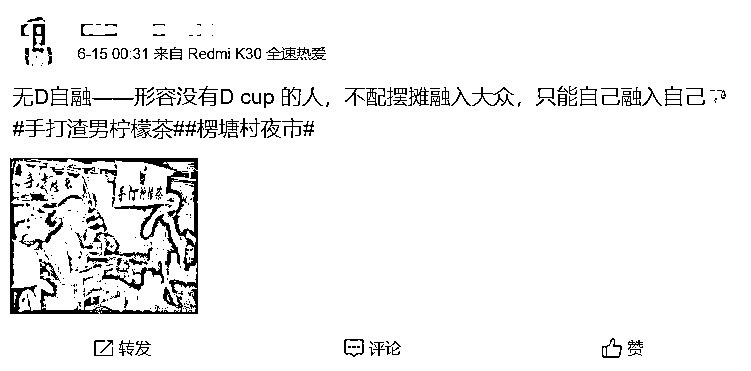 6-15 00:31 来自 Redmi K30 全速热爱
无D自融——形容没有D cup 的人，不配摆摊融入大众，只能自己融入自己
#手打渣男柠檬茶##楞塘村夜市#
手打柠檬茶
转发
评论
赞